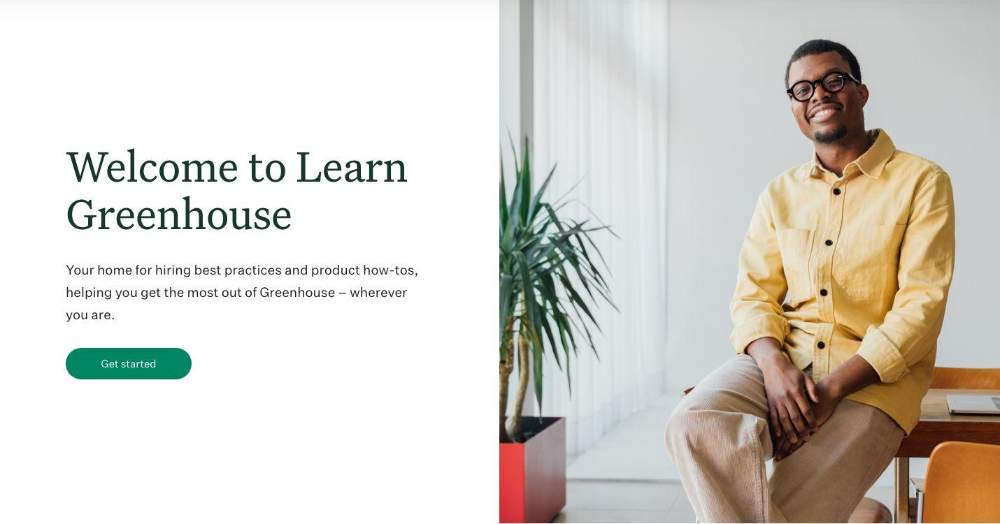 Welcome to Learn
Greenhouse
Your home for hiring best practices and product how-tos,
helping you get the most out of Greenhouse – wherever
you are.
Get started